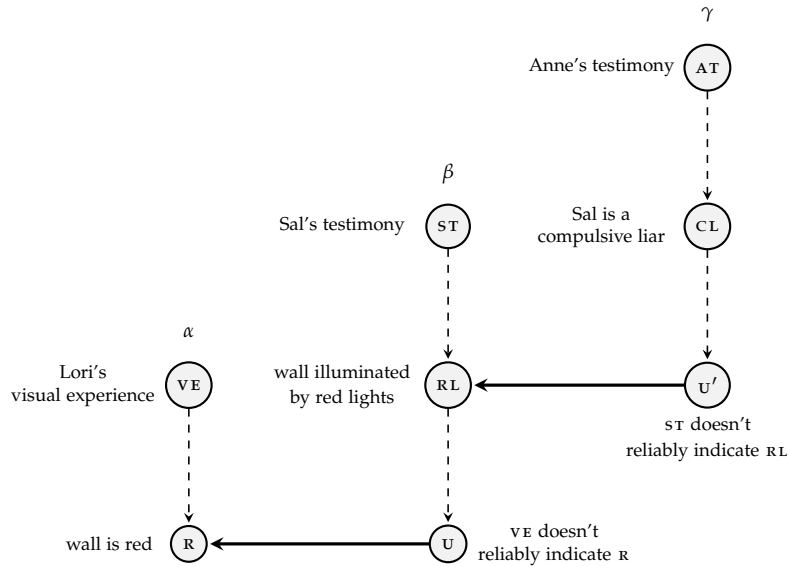 γ
Anne's testimony
AT
β
Sal's testimony
ST
Sal is a
compulsive liar
CL
α
Lori's
visual experience
VE
wall illuminated
by red lights
RL
U′
ST doesn't
reliably indicate RL
wall is red
R
U
VE doesn't
reliably indicate R